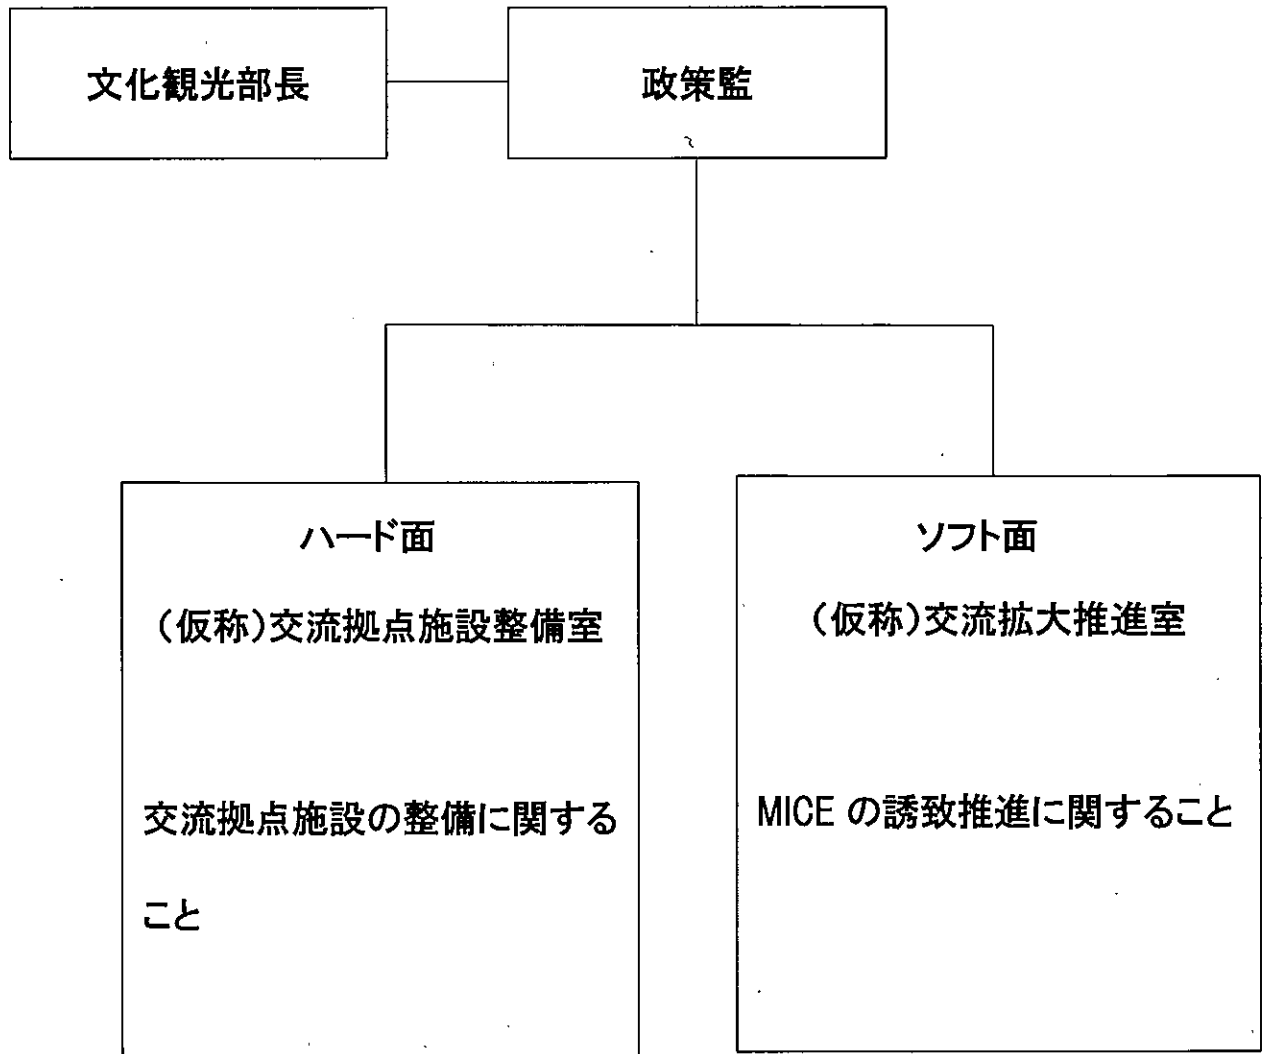 文化観光部長
政策監
ハード面
（仮称）交流拠点施設整備室
交流拠点施設の整備に関する
こと
ソフト面
（仮称）交流拡大推進室
MICE の誘致推進に関すること